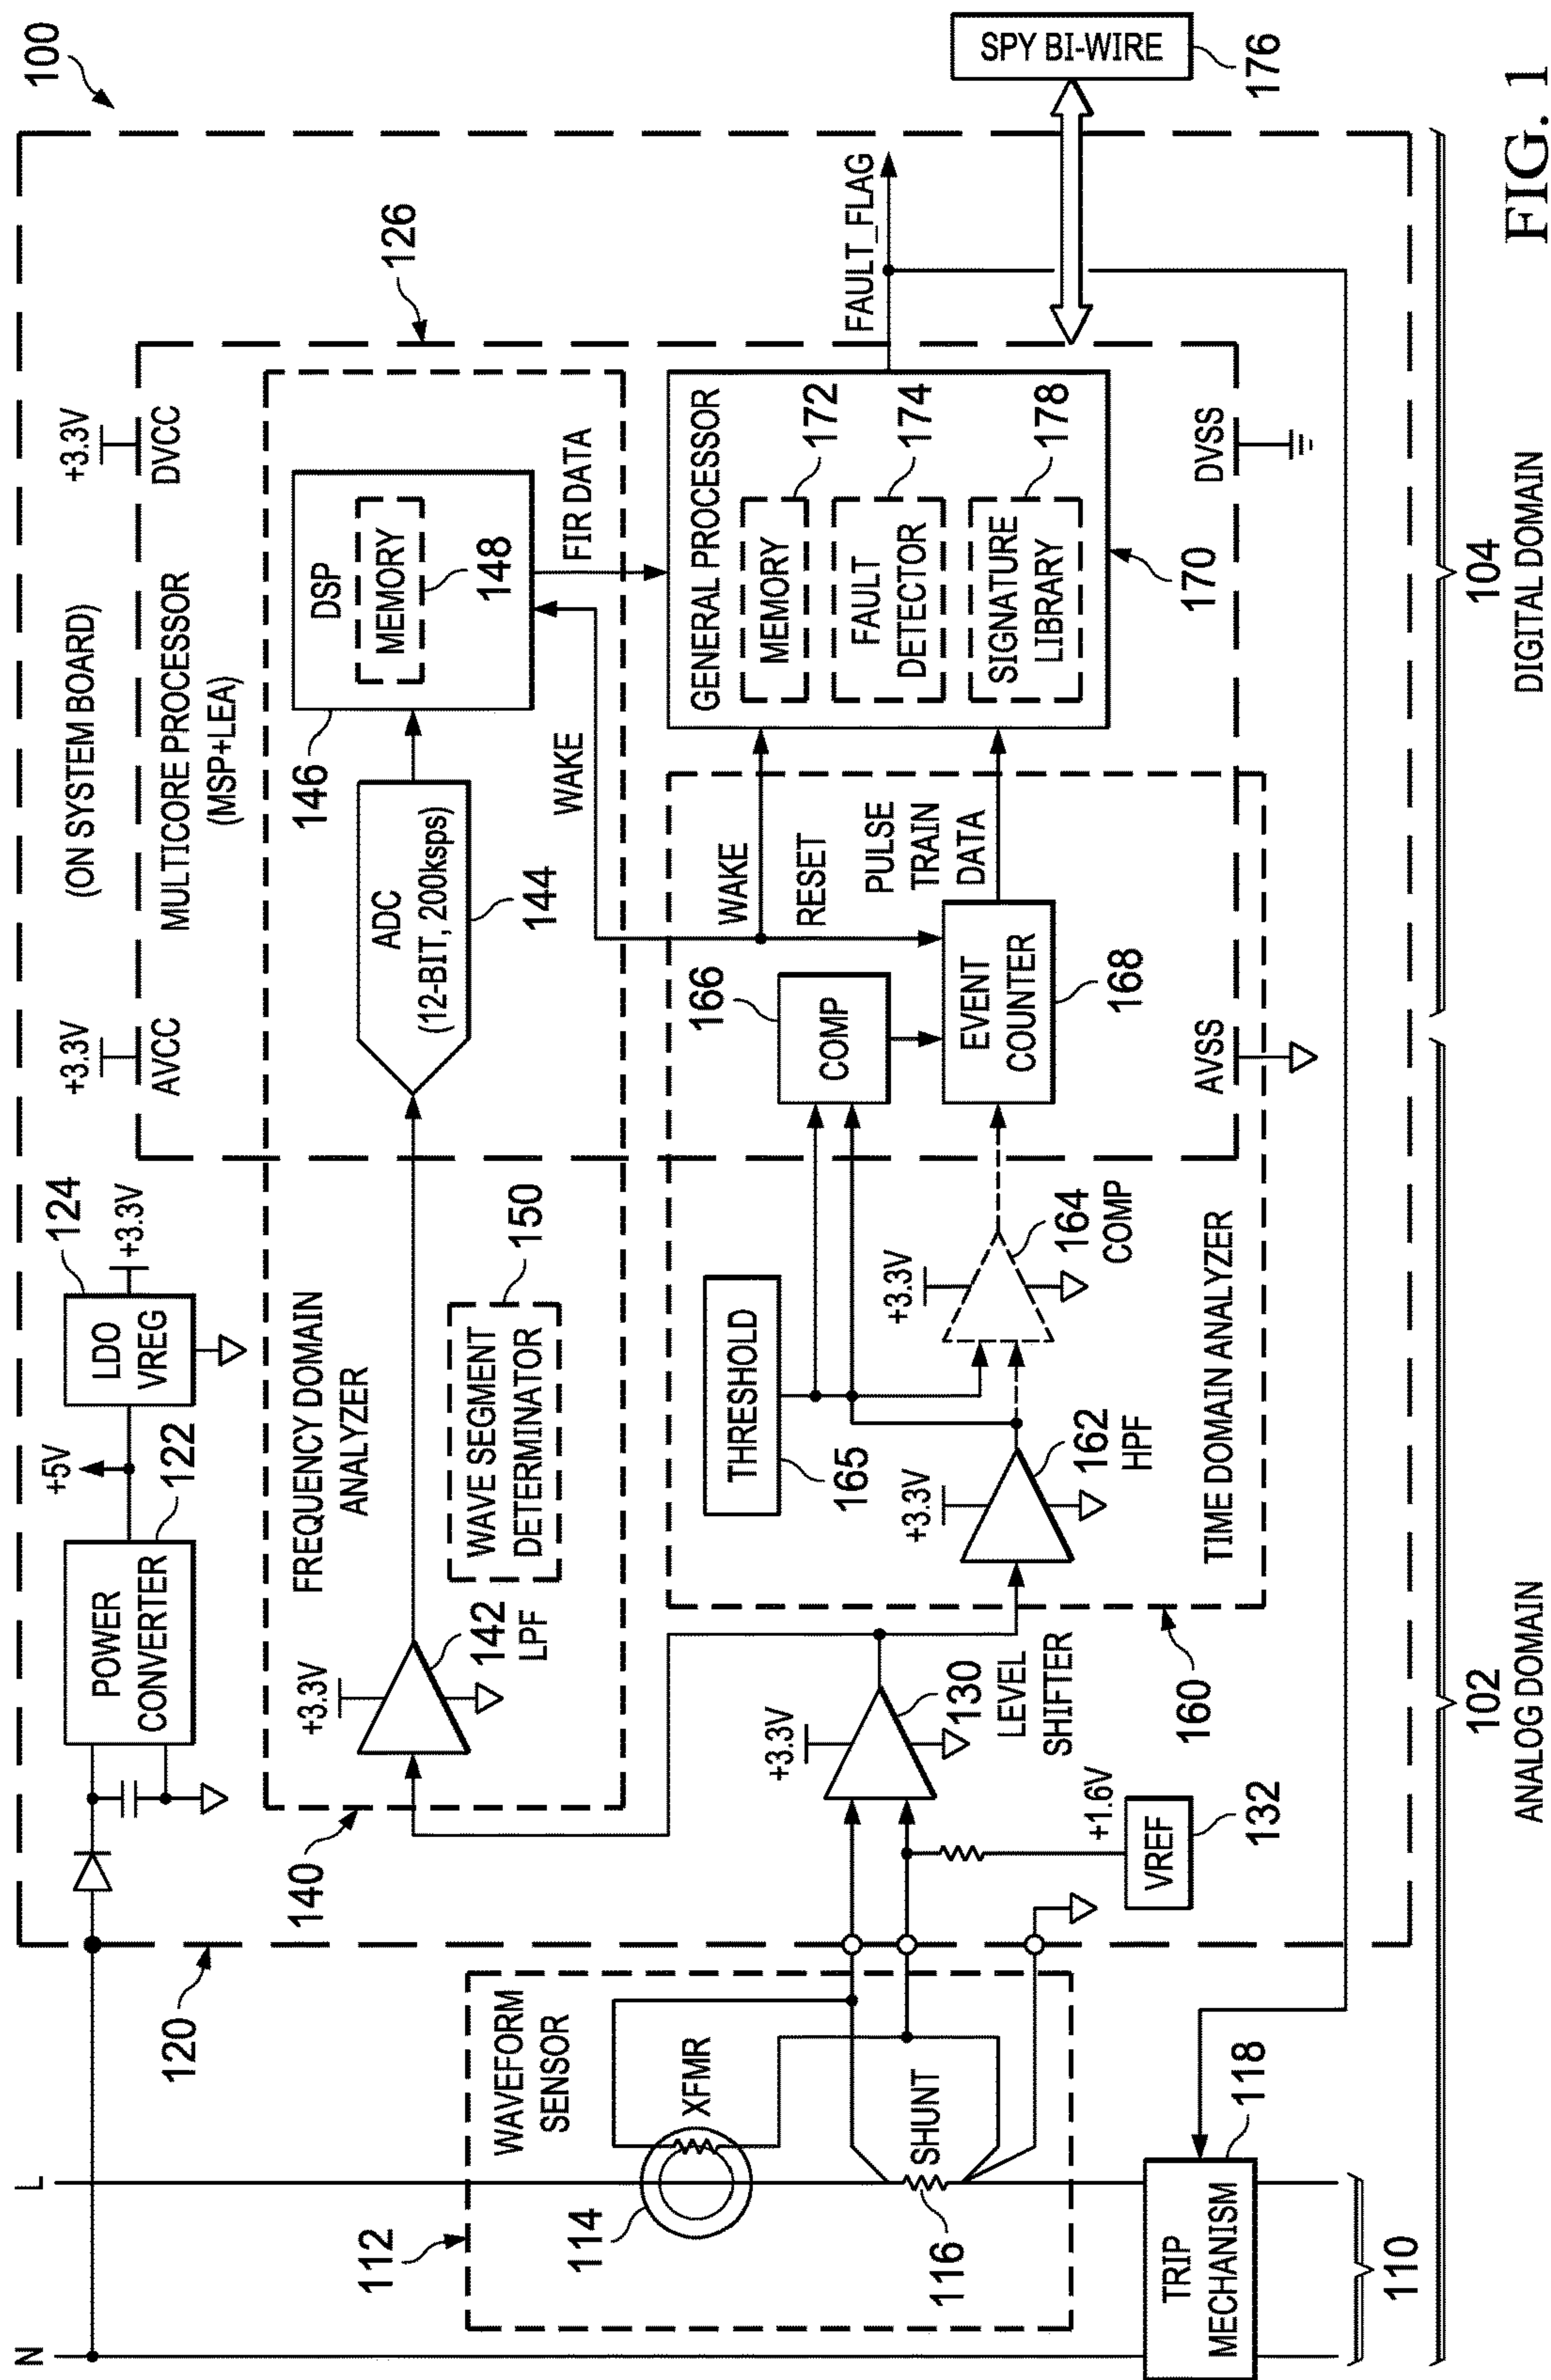 100
N
L
120
(ON SYSTEM BOARD)
POWER
CONVERTER
122
+5V
LDO
VREG
124
+3.3V
+3.3V
AVCC
+3.3V
DVCC
MULTICORE PROCESSOR
(MSP+LEA)
126
140
FREQUENCY DOMAIN
ANALYZER
+3.3V
142
LPF
WAVE SEGMENT
DETERMINATOR
150
ADC
(12-BIT, 200ksps)
144
146
DSP
MEMORY
148
WAKE
FIR DATA
112
WAVEFORM
SENSOR
114
XFMR
116
SHUNT
+3.3V
130
LEVEL
SHIFTER
+1.6V
VREF
132
160
THRESHOLD
165
+3.3V
162
HPF
+3.3V
164
COMP
TIME DOMAIN ANALYZER
166
COMP
EVENT
COUNTER
168
WAKE
RESET
PULSE
TRAIN
DATA
GENERAL PROCESSOR
MEMORY
172
FAULT
DETECTOR
174
SIGNATURE
LIBRARY
178
170
FAULT_FLAG
SPY BI-WIRE
176
AVSS
DVSS
TRIP
MECHANISM
118
110
102
ANALOG DOMAIN
104
DIGITAL DOMAIN
FIG. 1